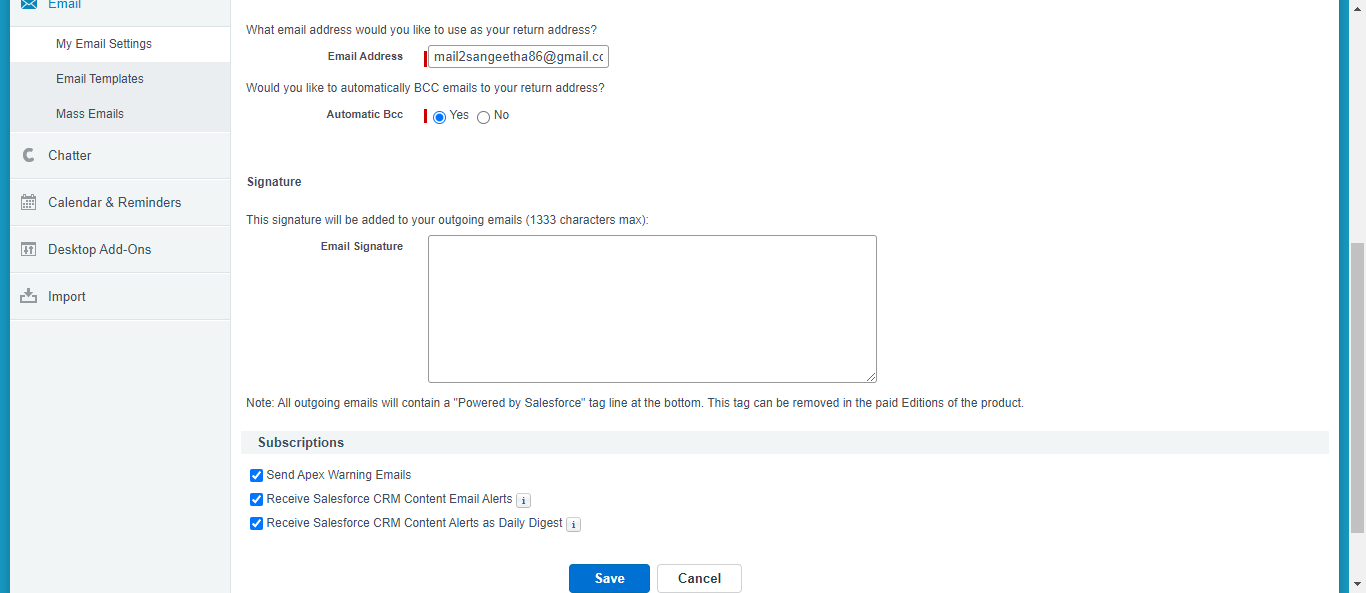 Email
My Email Settings
Email Templates
Mass Emails
Chatter
Calendar & Reminders
Desktop Add-Ons
Import
What email address would you like to use as your return address?
Email Address mail2sangeetha86@gmail.cc
Would you like to automatically BCC emails to your return address?
Automatic Bcc Yes No
Signature
This signature will be added to your outgoing emails (1333 characters max):
Email Signature
Note: All outgoing emails will contain a "Powered by Salesforce" tag line at the bottom. This tag can be removed in the paid Editions of the product.
Subscriptions
Send Apex Warning Emails
Receive Salesforce CRM Content Email Alerts i
Receive Salesforce CRM Content Alerts as Daily Digest i
Save Cancel